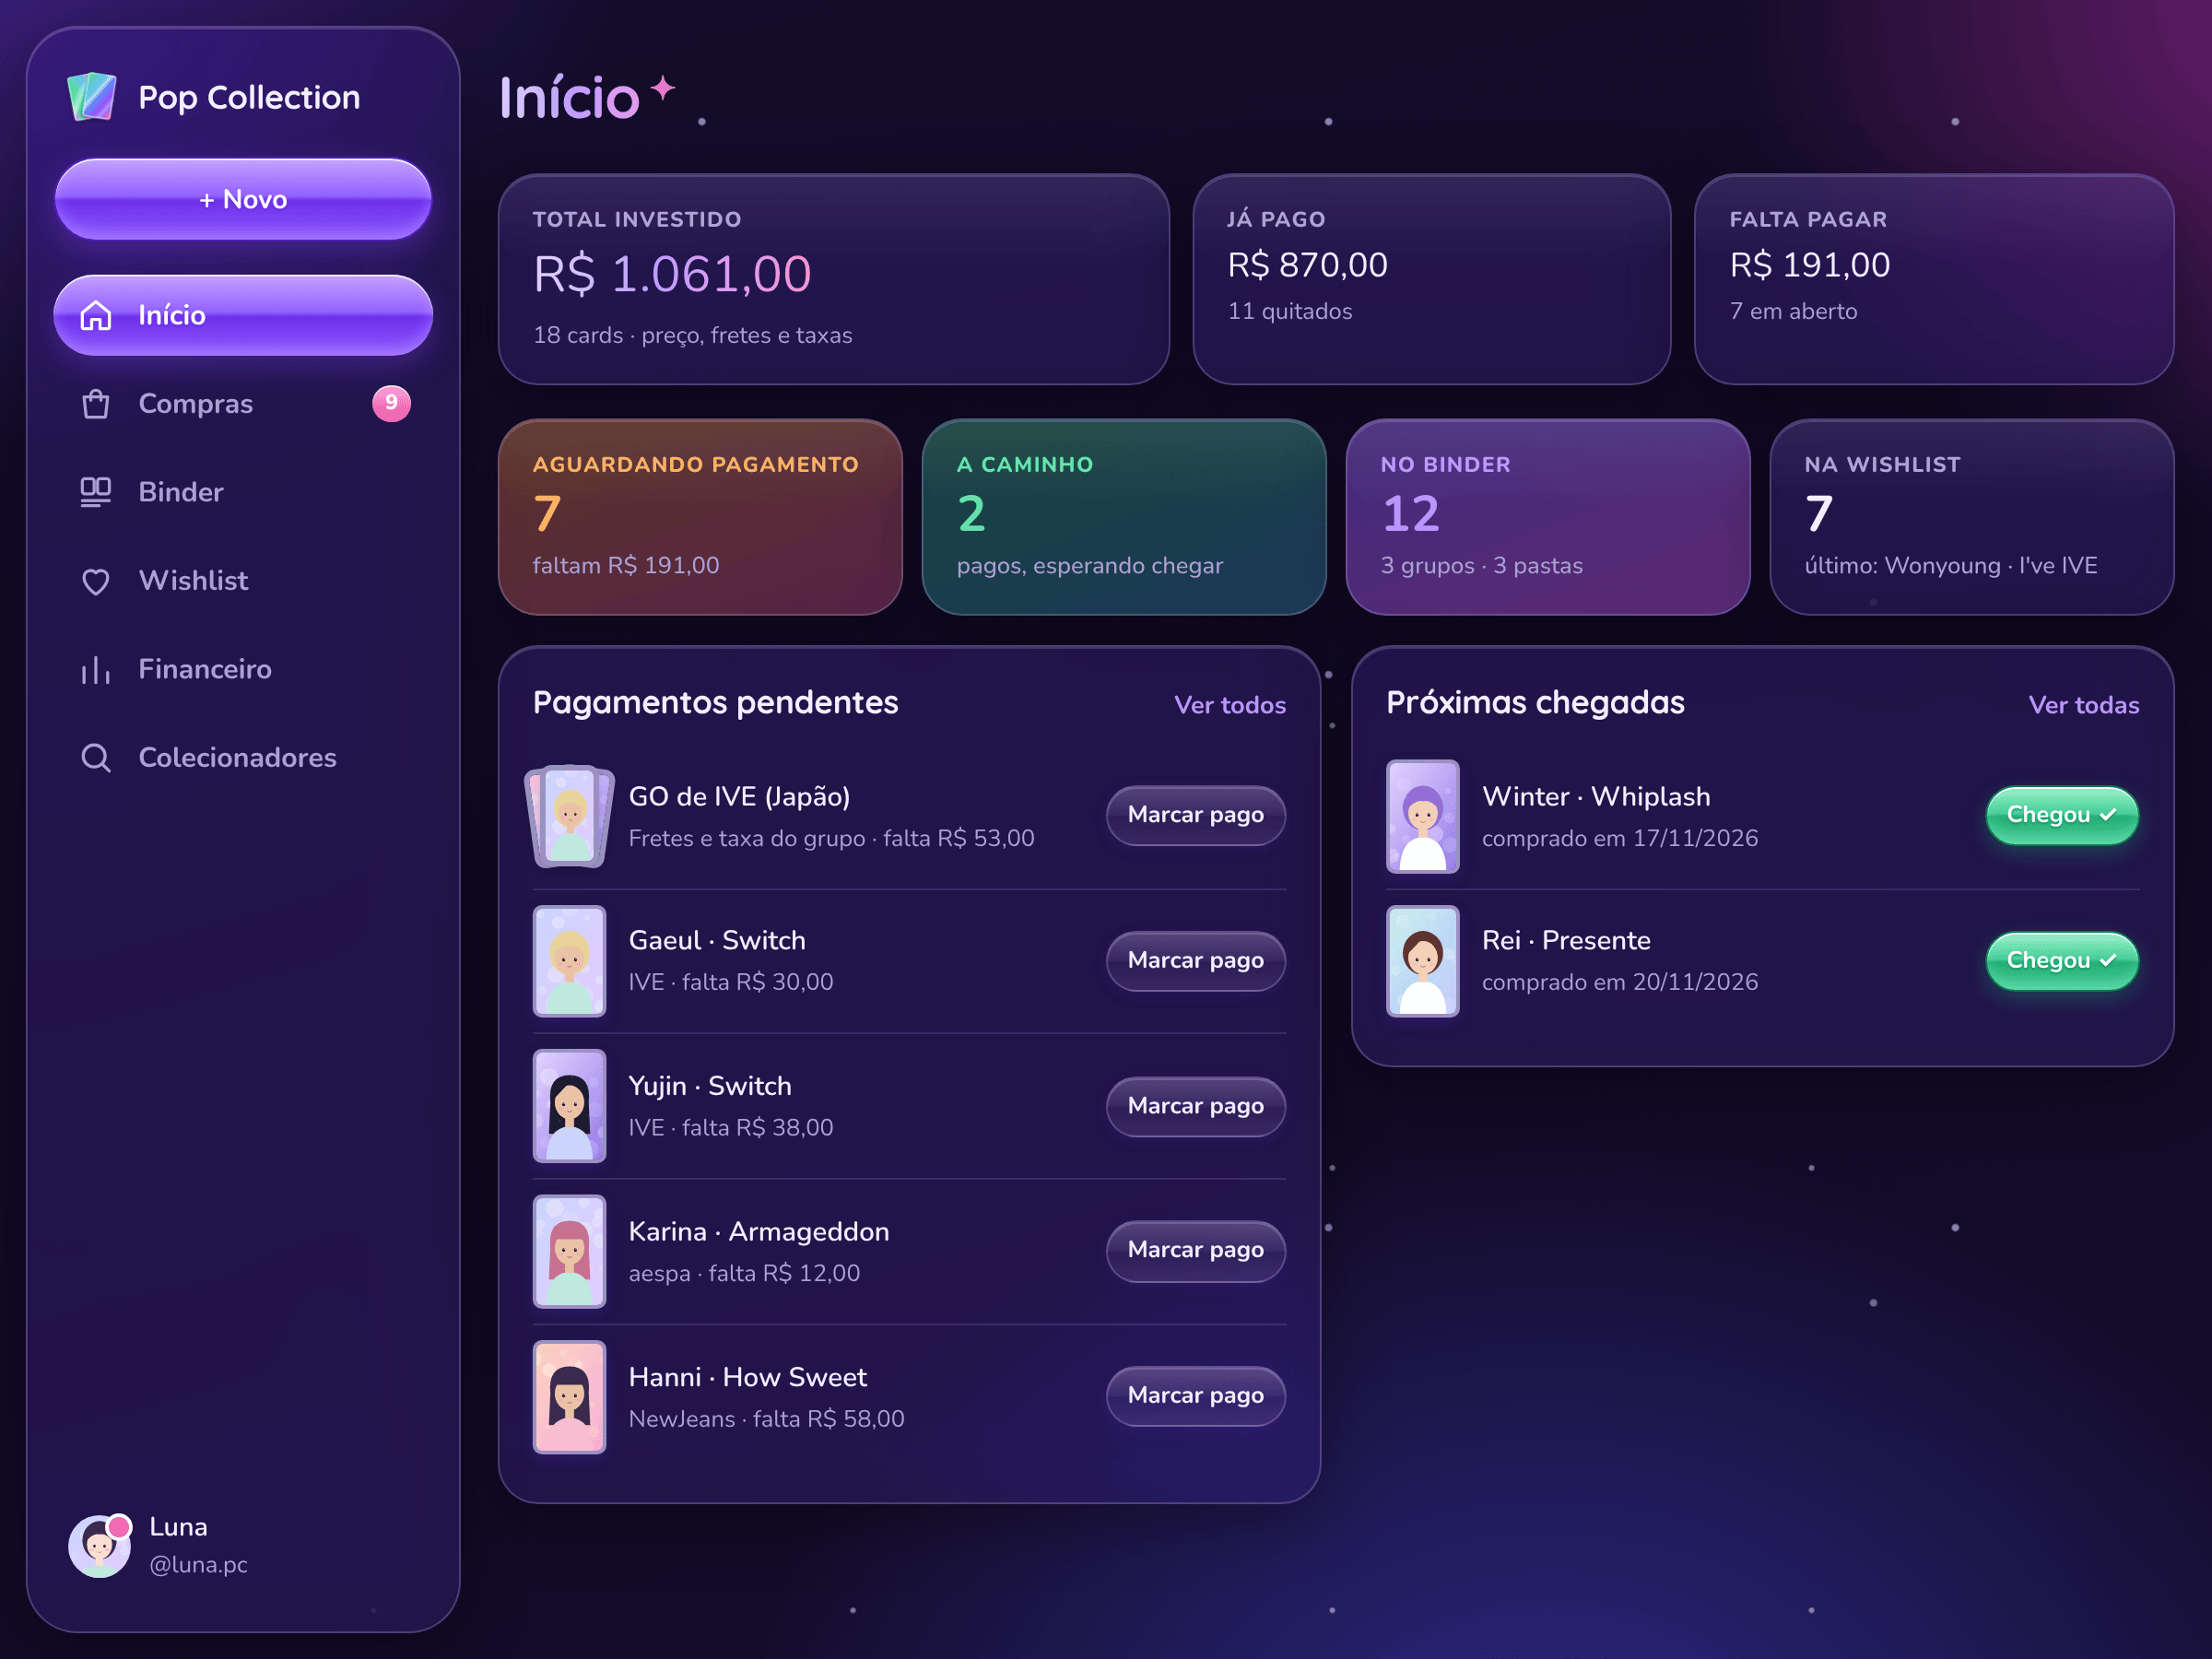 Pop Collection
+ Novo
Início
Compras 9
Binder
Wishlist
Financeiro
Colecionadores
Luna
@luna.pc
Início
TOTAL INVESTIDO
R$ 1.061,00
18 cards · preço, fretes e taxas
JÁ PAGO
R$ 870,00
11 quitados
FALTA PAGAR
R$ 191,00
7 em aberto
AGUARDANDO PAGAMENTO
7
faltam R$ 191,00
A CAMINHO
2
pagos, esperando chegar
NO BINDER
12
3 grupos · 3 pastas
NA WISHLIST
7
último: Wonyoung · I've IVE
Pagamentos pendentes
Ver todos
GO de IVE (Japão)
Fretes e taxa do grupo · falta R$ 53,00
Marcar pago
Gaeul · Switch
IVE · falta R$ 30,00
Marcar pago
Yujin · Switch
IVE · falta R$ 38,00
Marcar pago
Karina · Armageddon
aespa · falta R$ 12,00
Marcar pago
Hanni · How Sweet
NewJeans · falta R$ 58,00
Marcar pago
Próximas chegadas
Ver todas
Winter · Whiplash
comprado em 17/11/2026
Chegou ✓
Rei · Presente
comprado em 20/11/2026
Chegou ✓